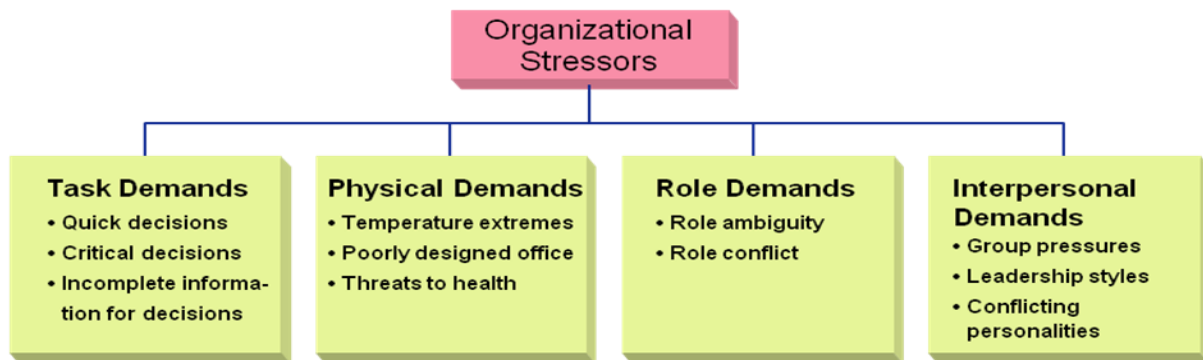 Organizational
Stressors
Task Demands
• Quick decisions
• Critical decisions
• Incomplete informa-
tion for decisions
Physical Demands
• Temperature extremes
• Poorly designed office
• Threats to health
Role Demands
• Role ambiguity
• Role conflict
Interpersonal
Demands
• Group pressures
• Leadership styles
• Conflicting
personalities